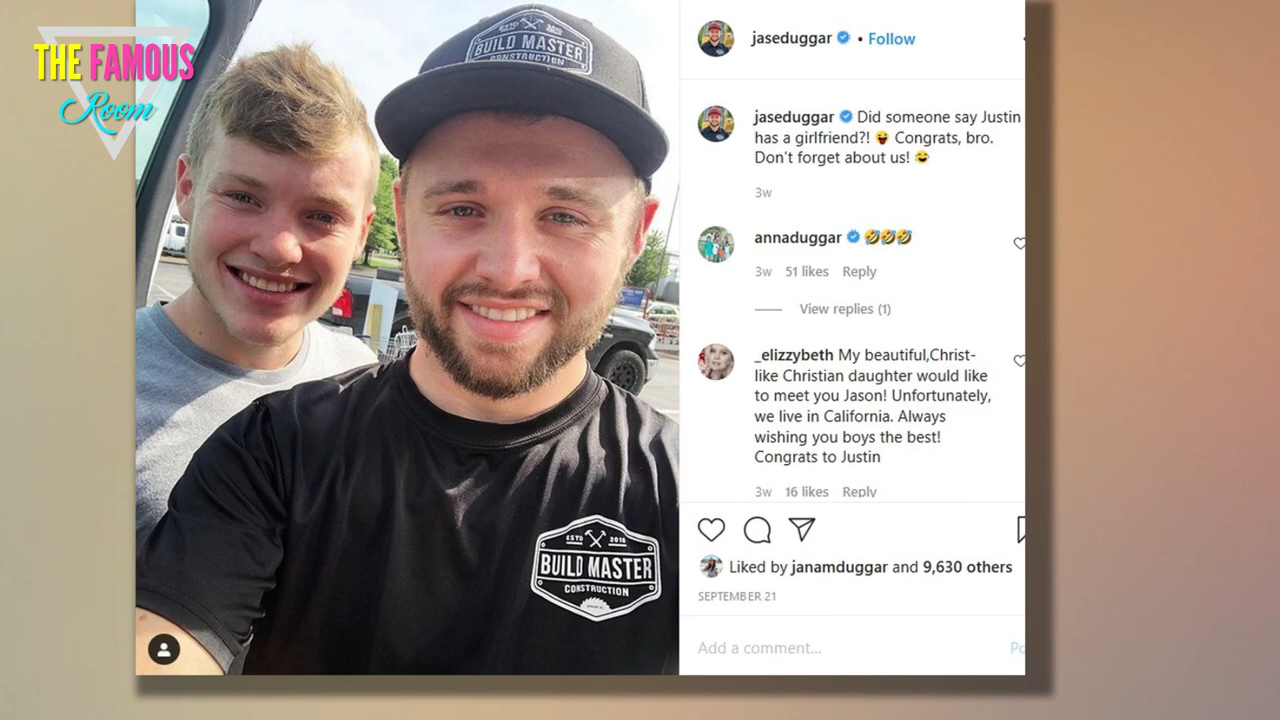 THE FAMOUS
Room
ESTD
BUILD MASTER
CONSTRUCTION
ESTD 2018
BUILD MASTER
CONSTRUCTION
jaseduggar • Follow
jaseduggar Did someone say Justin
has a girlfriend?! 😜 Congrats, bro.
Don't forget about us! 😂
3w
annaduggar 🤣🤣🤣
3w 51 likes Reply
View replies (1)
_elizzybeth My beautiful,Christ-
like Christian daughter would like
to meet you Jason! Unfortunately,
we live in California. Always
wishing you boys the best!
Congrats to Justin
3w 16 likes Reply
Liked by janamduggar and 9,630 others
SEPTEMBER 21
Add a comment...